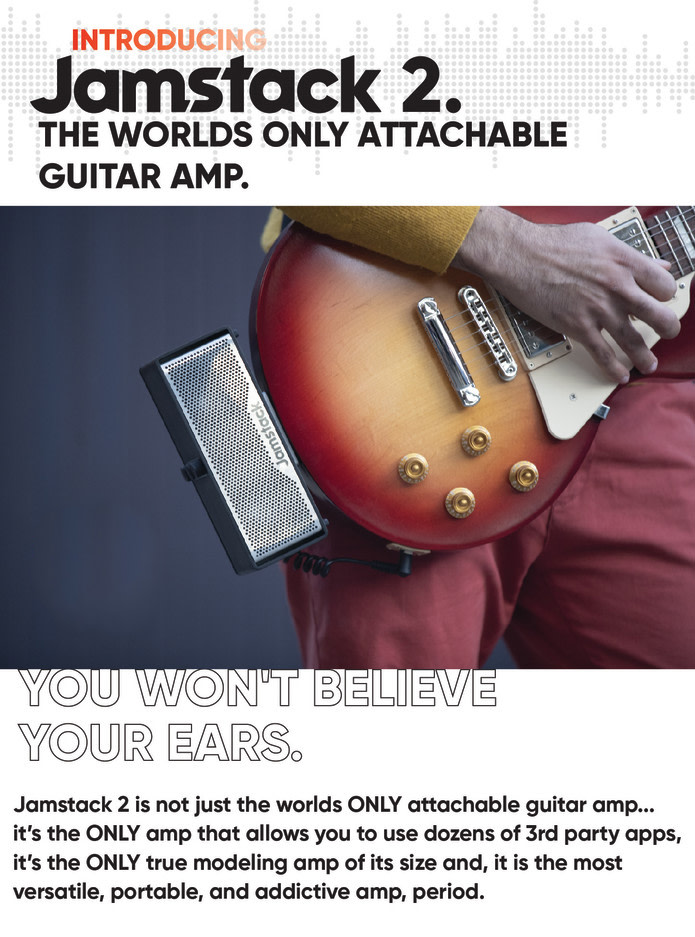 INTRODUCING
Jamstack 2.
THE WORLDS ONLY ATTACHABLE
GUITAR AMP.
Jamstack
YOU WON'T BELIEVE
YOUR EARS.
Jamstack 2 is not just the worlds ONLY attachable guitar amp...
it's the ONLY amp that allows you to use dozens of 3rd party apps,
it's the ONLY true modeling amp of its size and, it is the most
versatile, portable, and addictive amp, period.